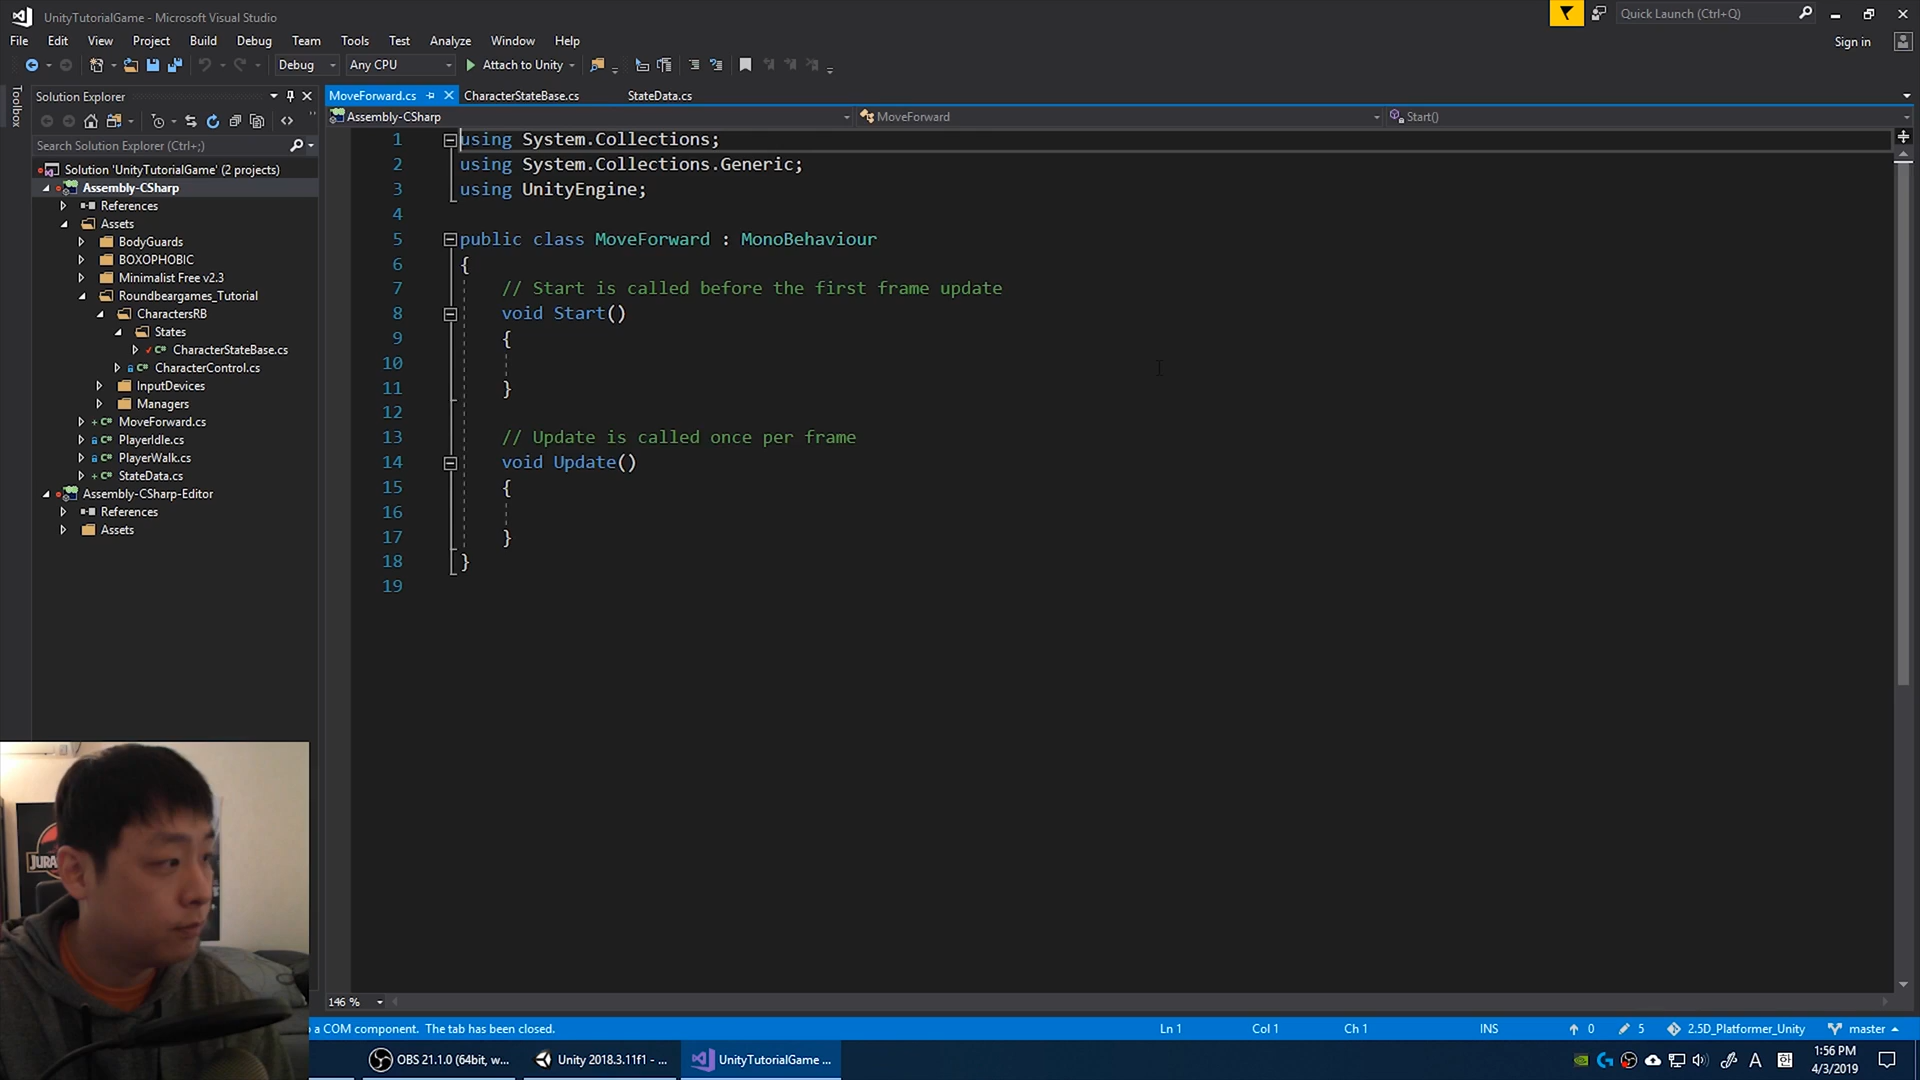 UnityTutorialGame - Microsoft Visual Studio
Quick Launch (Ctrl+Q)
File Edit View Project Build Debug Team Tools Test Analyze Window Help
Sign in
Debug Any CPU Attach to Unity
Toolbox
Solution Explorer
MoveForward.cs CharacterStateBase.cs StateData.cs
Assembly-CSharp MoveForward Start()
Search Solution Explorer (Ctrl+;)
Solution 'UnityTutorialGame' (2 projects)
Assembly-CSharp
References
Assets
BodyGuards
BOXOPHOBIC
Minimalist Free v2.3
Roundbeargames_Tutorial
CharactersRB
States
CharacterStateBase.cs
CharacterControl.cs
InputDevices
Managers
MoveForward.cs
PlayerIdle.cs
PlayerWalk.cs
StateData.cs
Assembly-CSharp-Editor
References
Assets
1 using System.Collections;
2 using System.Collections.Generic;
3 using UnityEngine;
4
5 public class MoveForward : MonoBehaviour
6 {
7 // Start is called before the first frame update
8 void Start()
9 {
10
11 }
12
13 // Update is called once per frame
14 void Update()
15 {
16
17 }
18 }
19
JURA
146 %
a COM component. The tab has been closed.
Ln 1 Col 1 Ch 1 INS 0 5 2.5D_Platformer_Unity master
OBS 21.1.0 (64bit, w... Unity 2018.3.11f1 - ... UnityTutorialGame ...
A 한 1:56 PM
4/3/2019